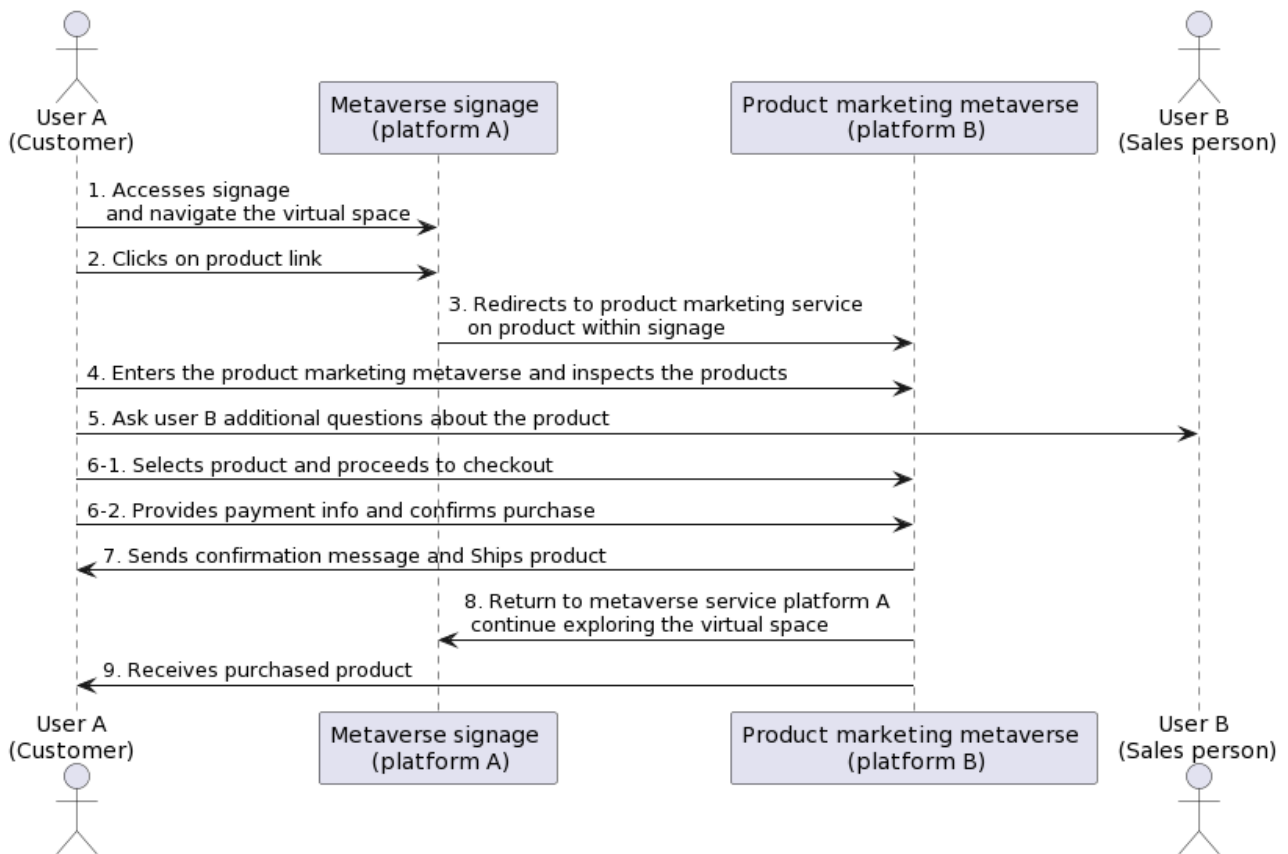 User A
(Customer)
Metaverse signage
(platform A)
Product marketing metaverse
(platform B)
User B
(Sales person)
1. Accesses signage
and navigate the virtual space
2. Clicks on product link
3. Redirects to product marketing service
on product within signage
4. Enters the product marketing metaverse and inspects the products
5. Ask user B additional questions about the product
6-1. Selects product and proceeds to checkout
6-2. Provides payment info and confirms purchase
7. Sends confirmation message and Ships product
8. Return to metaverse service platform A
continue exploring the virtual space
9. Receives purchased product
User A
(Customer)
Metaverse signage
(platform A)
Product marketing metaverse
(platform B)
User B
(Sales person)